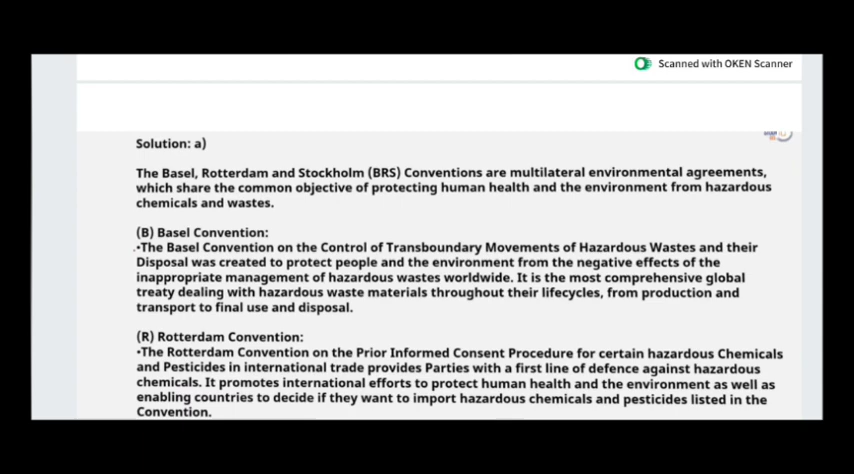 Scanned with OKEN Scanner
Solution: a)
The Basel, Rotterdam and Stockholm (BRS) Conventions are multilateral environmental agreements,
which share the common objective of protecting human health and the environment from hazardous
chemicals and wastes.
(B) Basel Convention:
•The Basel Convention on the Control of Transboundary Movements of Hazardous Wastes and their
Disposal was created to protect people and the environment from the negative effects of the
inappropriate management of hazardous wastes worldwide. It is the most comprehensive global
treaty dealing with hazardous waste materials throughout their lifecycles, from production and
transport to final use and disposal.
(R) Rotterdam Convention:
•The Rotterdam Convention on the Prior Informed Consent Procedure for certain hazardous Chemicals
and Pesticides in international trade provides Parties with a first line of defence against hazardous
chemicals. It promotes international efforts to protect human health and the environment as well as
enabling countries to decide if they want to import hazardous chemicals and pesticides listed in the
Convention.